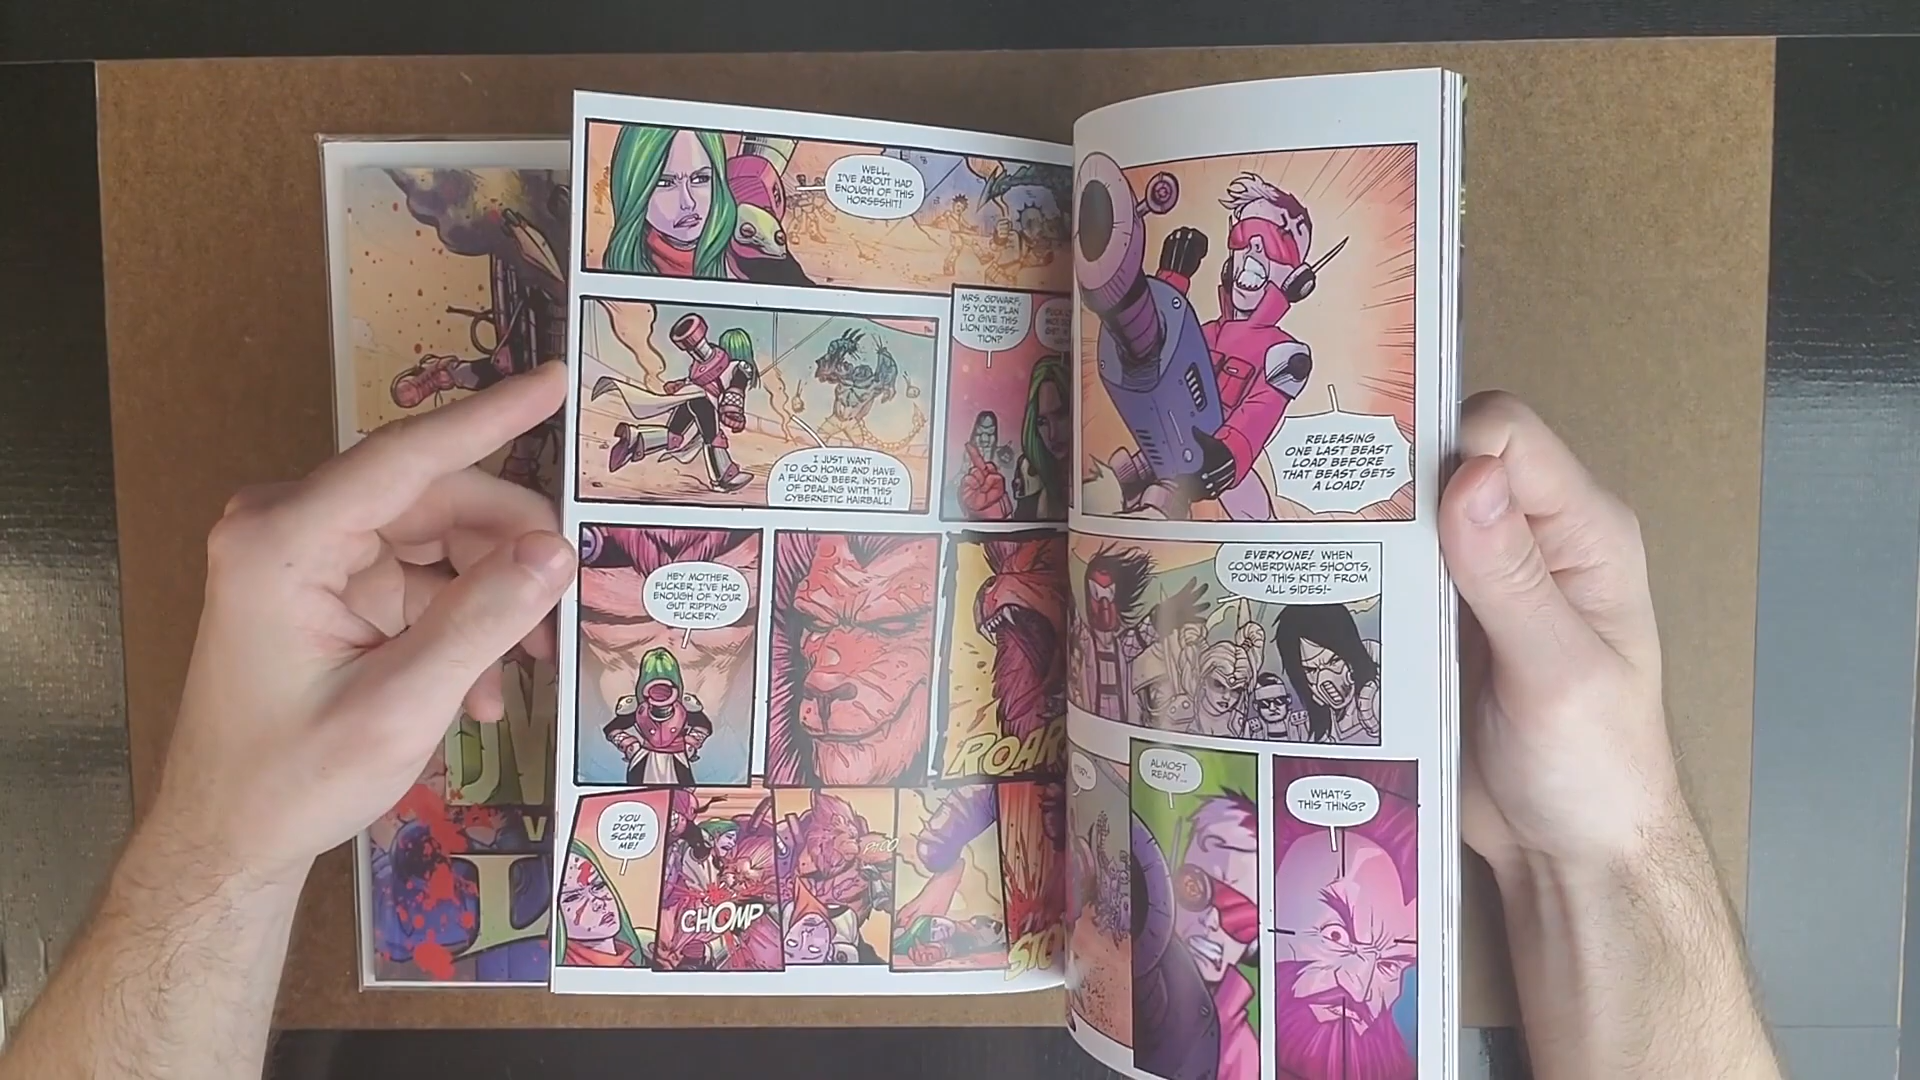 WELL,
I'VE ABOUT HAD
ENOUGH OF THIS
HORSESHIT!
I JUST WANT
TO GO HOME AND HAVE
A FUCKING BEER, INSTEAD
OF DEALING WITH THIS
CYBERNETIC HAIRBALL!
MRS. GDWARF,
IS YOUR PLAN
TO GIVE THIS
LION INDIGES-
TION?
HEY MOTHER
FUCKER, I'VE HAD
ENOUGH OF YOUR
GUT RIPPING
FUCKERY.
ROAR
YOU
DON'T
SCARE
ME!
CHOMP
PTOO
RELEASING
ONE LAST BEAST
LOAD BEFORE
THAT BEAST GETS
A LOAD!
EVERYONE! WHEN
COOMERDWARF SHOOTS,
POUND THIS KITTY FROM
ALL SIDES!-
ALMOST
READY...
WHAT'S
THIS THING?